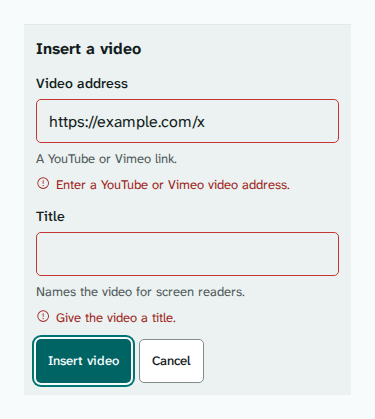 Insert a video
Video address
https://example.com/x
A YouTube or Vimeo link.
Enter a YouTube or Vimeo video address.
Title
Names the video for screen readers.
Give the video a title.
Insert video
Cancel